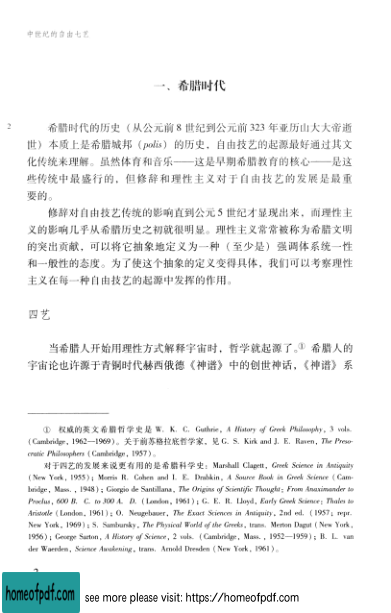 中世纪的自由七艺
一、希腊时代
2
希腊时代的历史（从公元前8世纪到公元前323年亚历山大大帝逝
世）本质上是希腊城邦（polis）的历史，自由技艺的起源最好通过其文
化传统来理解。虽然体育和音乐——这是早期希腊教育的核心——是这
些传统中最盛行的，但修辞和理性主义对于自由技艺的发展是最重
要的。
修辞对自由技艺传统的影响直到公元5世纪才显现出来，而理性主
义的影响几乎从希腊历史之初就很明显。理性主义常常被称为希腊文明
的突出贡献，可以将它抽象地定义为一种（至少是）强调体系统一性
和一般性的态度。为了使这个抽象的定义变得具体，我们可以考察理性
主义在每一种自由技艺的起源中发挥的作用。
四艺
当希腊人开始用理性方式解释宇宙时，哲学就起源了。① 希腊人的
宇宙论也许源于青铜时代赫西俄德《神谱》中的创世神话，《神谱》系
① 权威的英文希腊哲学史是 W. K. C. Guthrie, A History of Greek Philosophy, 3 vols.
(Cambridge, 1962—1969)。关于前苏格拉底哲学家，见 G. S. Kirk and J. E. Raven, The Preso-
cratic Philosophers (Cambridge, 1957)。
对于四艺的发展来说更有用的是希腊科学史：Marshall Clagett, Greek Science in Antiquity
(New York, 1955)；Morris R. Cohen and I. E. Drabkin, A Source Book in Greek Science (Cam-
bridge, Mass., 1948)；Giorgio de Santillana, The Origins of Scientific Thought: From Anaximander to
Proclus, 600 B. C. to 300 A. D. (London, 1961)；G. E. R. Lloyd, Early Greek Science: Thales to
Aristotle (London, 1961)；O. Neugebauer, The Exact Sciences in Antiquity, 2nd ed. (1957; repr.
New York, 1969)；S. Sambursky, The Physical World of the Greeks, trans. Merton Dagut (New York,
1956)；George Sarton, A History of Science, 2 vols. (Cambridge, Mass., 1952—1959)；B. L. van
der Waerden, Science Awakening, trans. Arnold Dresden (New York, 1961)。
homeofpdf.com
see more please visit: https://homeofpdf.com